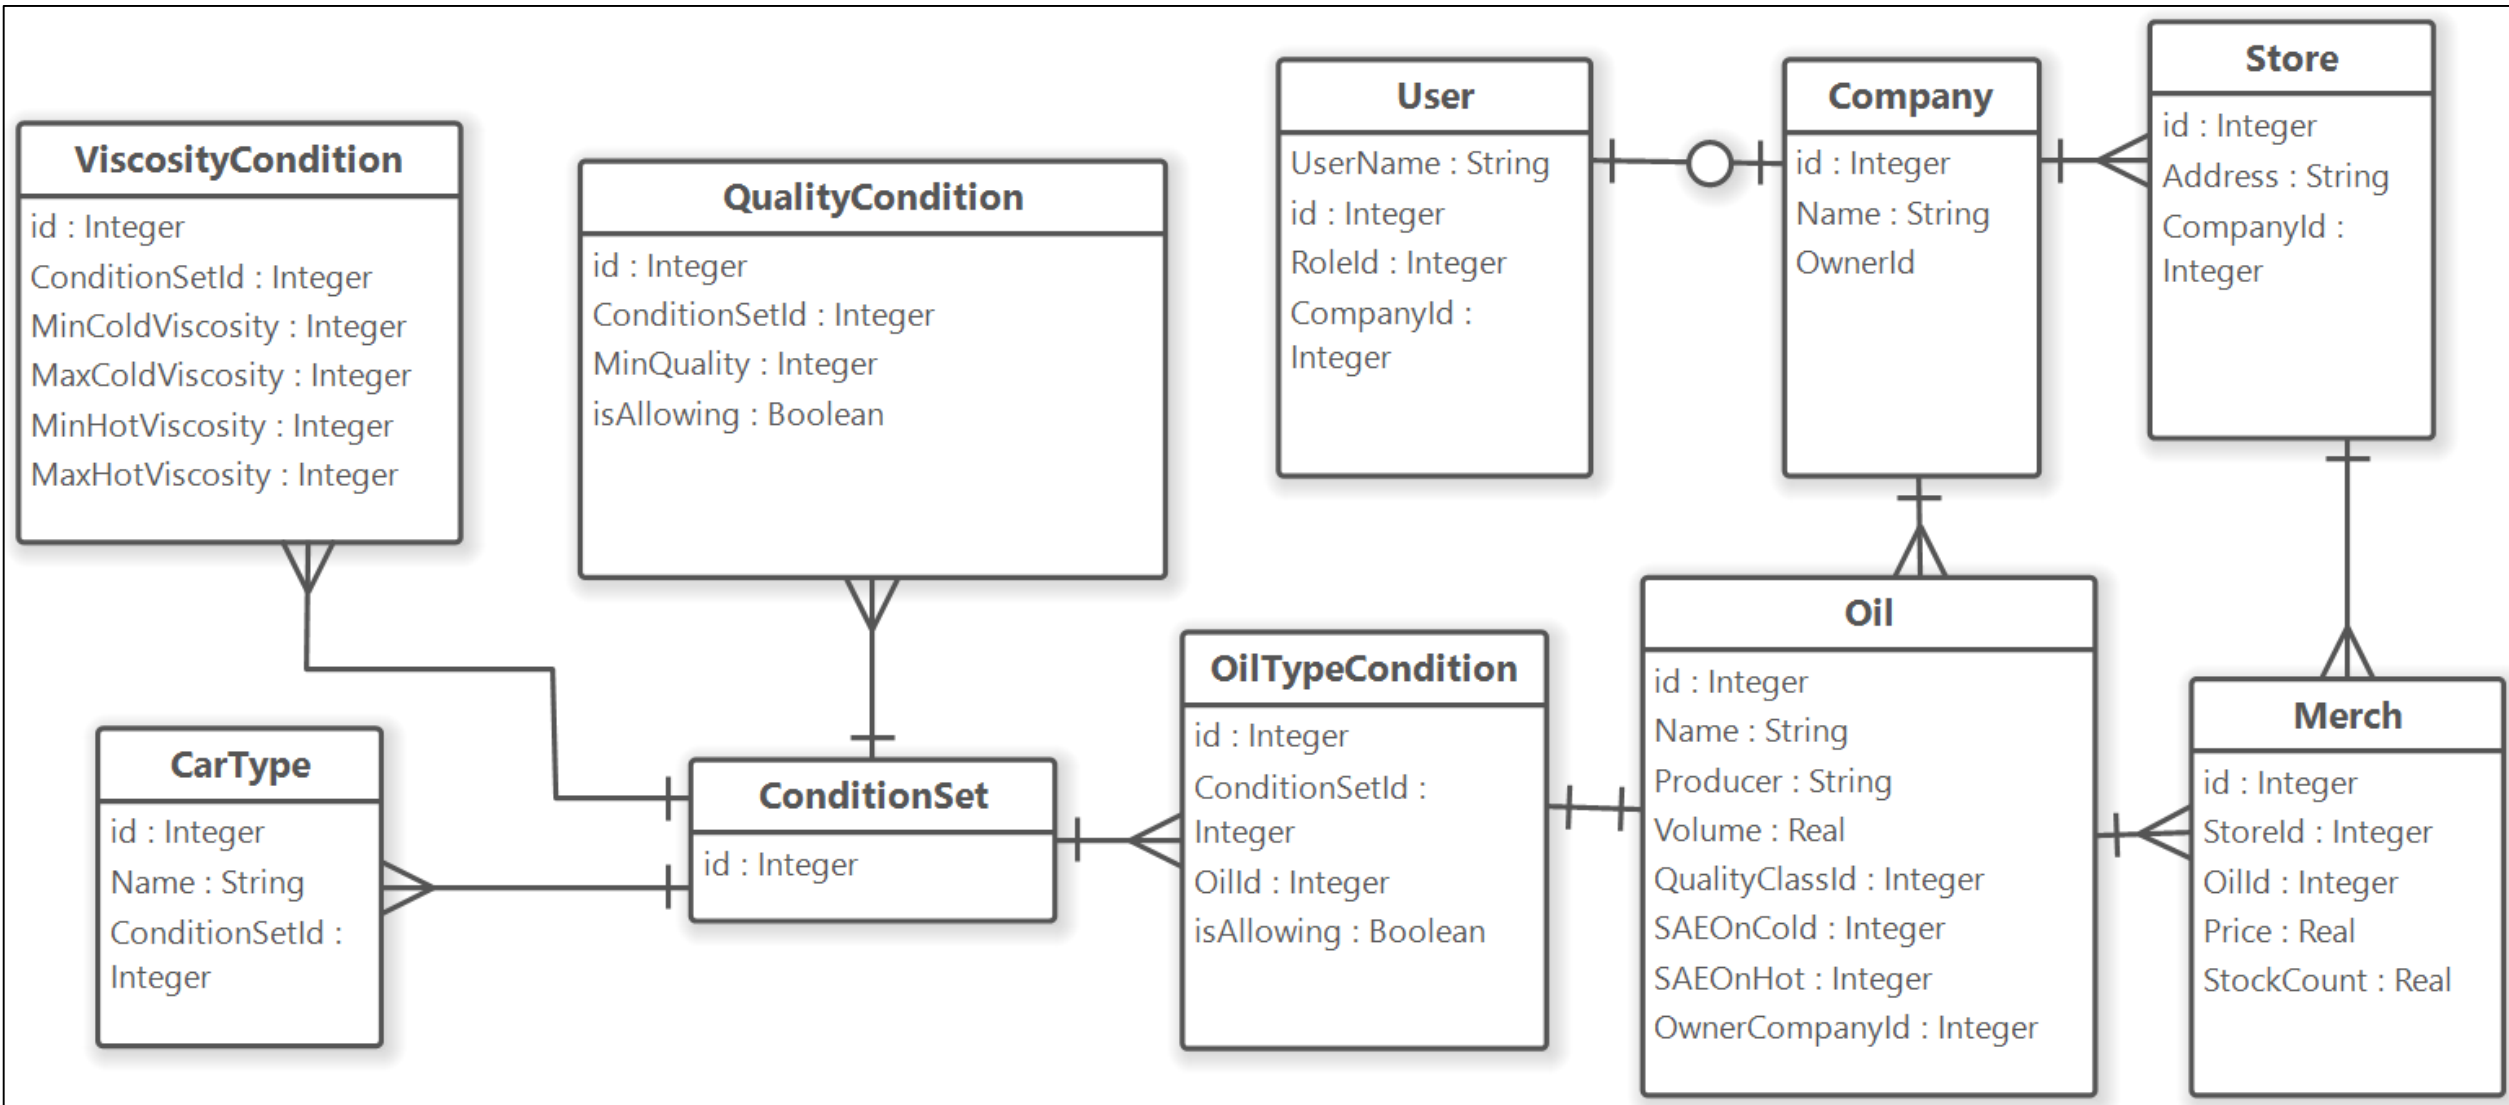 ViscosityCondition
id : Integer
ConditionSetId : Integer
MinColdViscosity : Integer
MaxColdViscosity : Integer
MinHotViscosity : Integer
MaxHotViscosity : Integer
QualityCondition
id : Integer
ConditionSetId : Integer
MinQuality : Integer
isAllowing : Boolean
User
UserName : String
id : Integer
RoleId : Integer
CompanyId :
Integer
Company
id : Integer
Name : String
OwnerId
Store
id : Integer
Address : String
CompanyId :
Integer
CarType
id : Integer
Name : String
ConditionSetId :
Integer
ConditionSet
id : Integer
OilTypeCondition
id : Integer
ConditionSetId :
Integer
OilId : Integer
isAllowing : Boolean
Oil
id : Integer
Name : String
Producer : String
Volume : Real
QualityClassId : Integer
SAEOnCold : Integer
SAEOnHot : Integer
OwnerCompanyId : Integer
Merch
id : Integer
StoreId : Integer
OilId : Integer
Price : Real
StockCount : Real